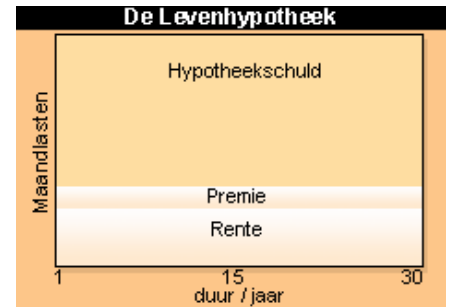 De Levenhypotheek
Hypotheekschuld
Maandlasten
Premie
Rente
1 15 30
duur / jaar